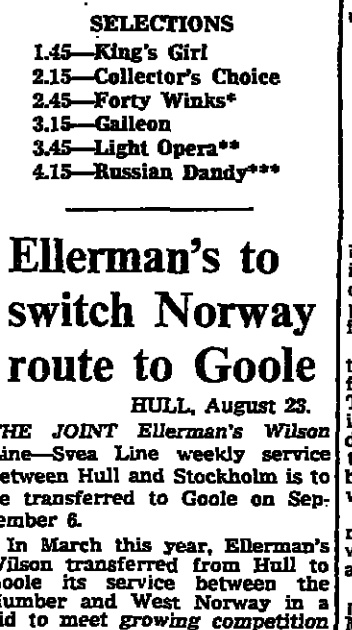 SELECTIONS
1.45—King's Girl
2.15—Collector's Choice
2.45—Forty Winks*
3.15—Galleon
3.45—Light Opera**
4.15—Russian Dandy***
Ellerman's to
switch Norway
route to Goole
HULL, August 23.
THE JOINT Ellerman's Wilson
Line—Svea Line weekly service
between Hull and Stockholm is to
be transferred to Goole on Sep-
tember 6.
In March this year, Ellerman's
Wilson transferred from Hull to
Goole its service between the
Humber and West Norway in a
bid to meet growing competition